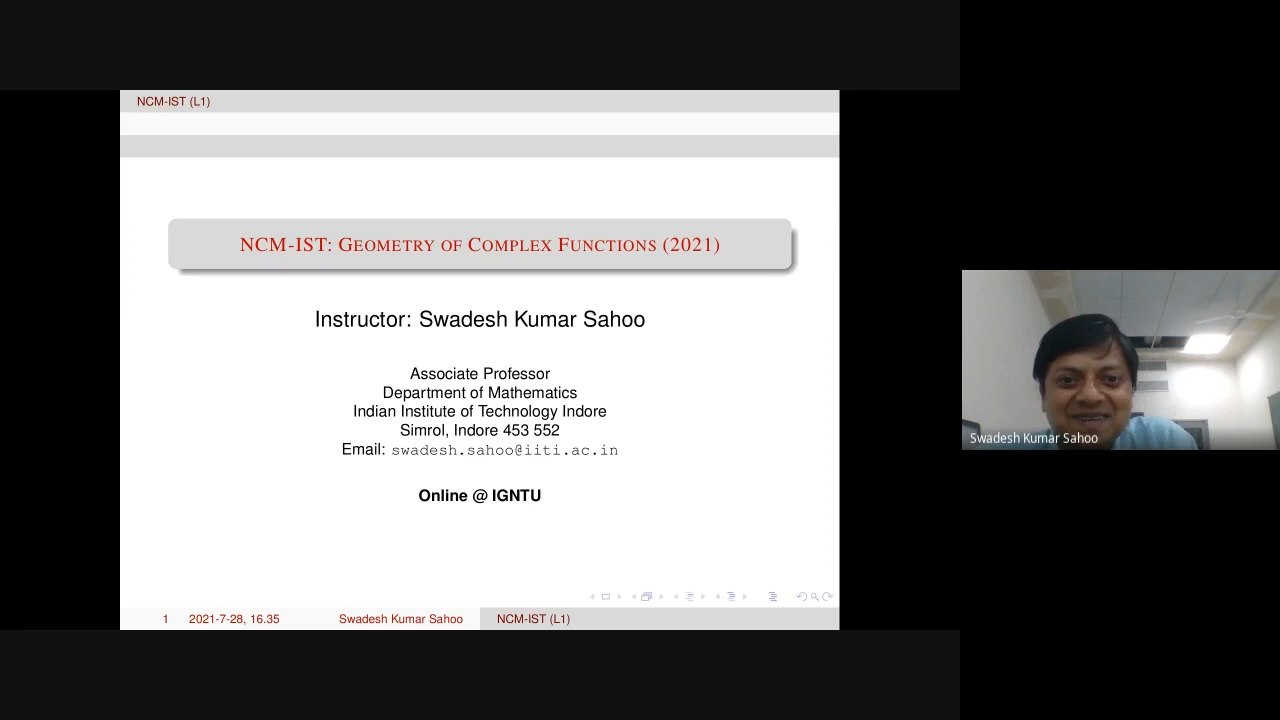 NCM-IST (L1)
NCM-IST: GEOMETRY OF COMPLEX FUNCTIONS (2021)
Instructor: Swadesh Kumar Sahoo
Associate Professor
Department of Mathematics
Indian Institute of Technology Indore
Simrol, Indore 453 552
Email: swadesh.sahoo@iiti.ac.in
Online @ IGNTU
1 2021-7-28, 16.35 Swadesh Kumar Sahoo NCM-IST (L1)
Swadesh Kumar Sahoo